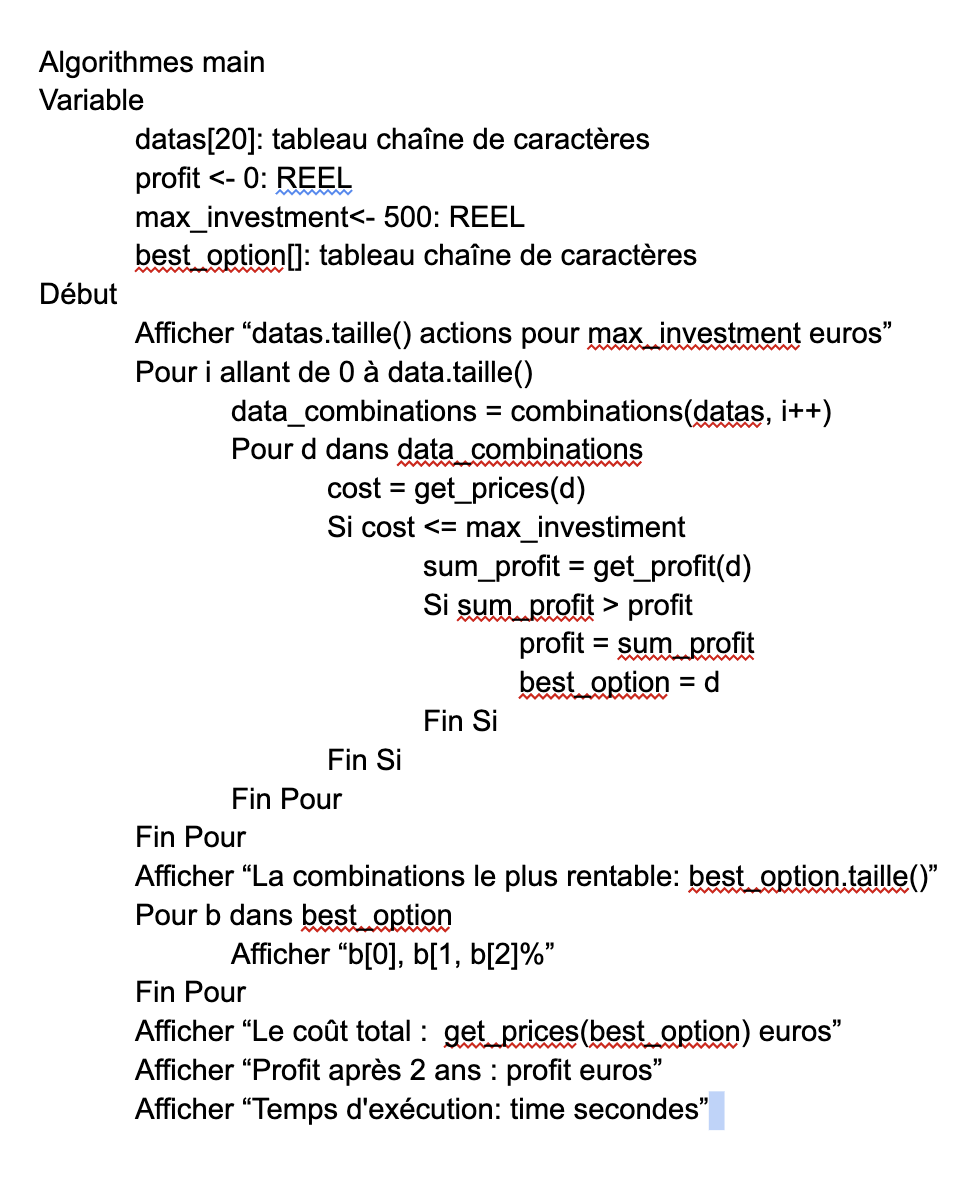 Algorithmes main
Variable
datas[20]: tableau chaîne de caractères
profit <- 0: REEL
max_investment<- 500: REEL
best_option[]: tableau chaîne de caractères
Début
Afficher “datas.taille() actions pour max_investment euros”
Pour i allant de 0 à data.taille()
data_combinations = combinations(datas, i++)
Pour d dans data_combinations
cost = get_prices(d)
Si cost <= max_investiment
sum_profit = get_profit(d)
Si sum_profit > profit
profit = sum_profit
best_option = d
Fin Si
Fin Si
Fin Pour
Fin Pour
Afficher “La combinations le plus rentable: best_option.taille()”
Pour b dans best_option
Afficher “b[0], b[1, b[2]%”
Fin Pour
Afficher “Le coût total :  get_prices(best_option) euros”
Afficher “Profit après 2 ans : profit euros”
Afficher “Temps d'exécution: time secondes”